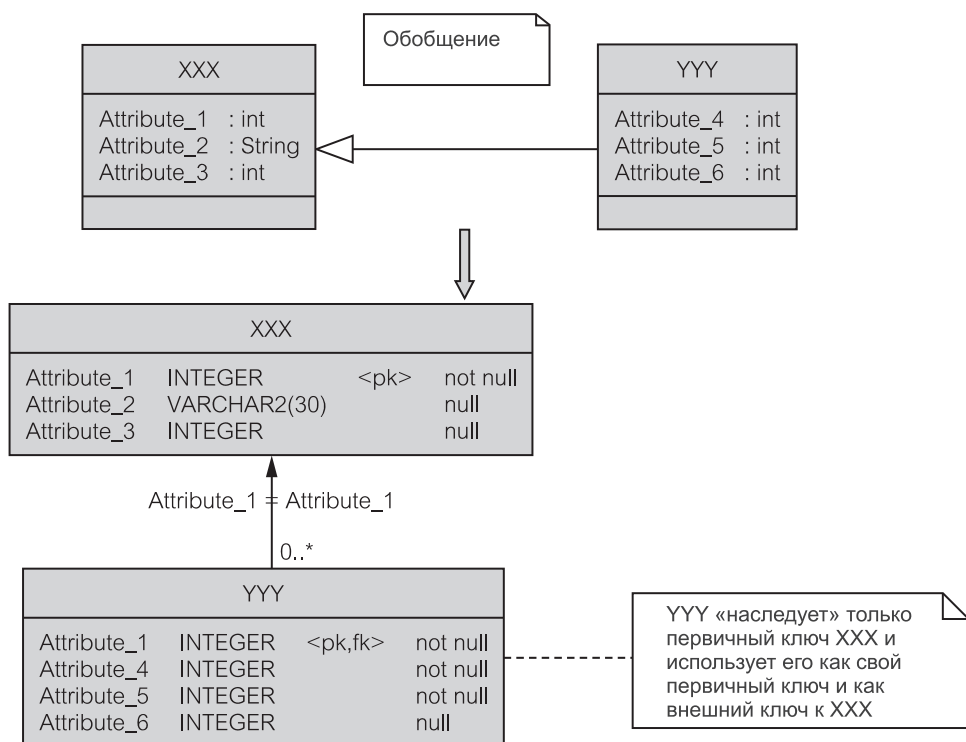 Обобщение
XXX
Attribute_1 : int
Attribute_2 : String
Attribute_3 : int
YYY
Attribute_4 : int
Attribute_5 : int
Attribute_6 : int
XXX
Attribute_1 INTEGER <pk> not null
Attribute_2 VARCHAR2(30) null
Attribute_3 INTEGER null
Attribute_1 = Attribute_1
0..*
YYY
Attribute_1 INTEGER <pk,fk> not null
Attribute_4 INTEGER not null
Attribute_5 INTEGER not null
Attribute_6 INTEGER null
YYY «наследует» только
первичный ключ XXX и
использует его как свой
первичный ключ и как
внешний ключ к XXX